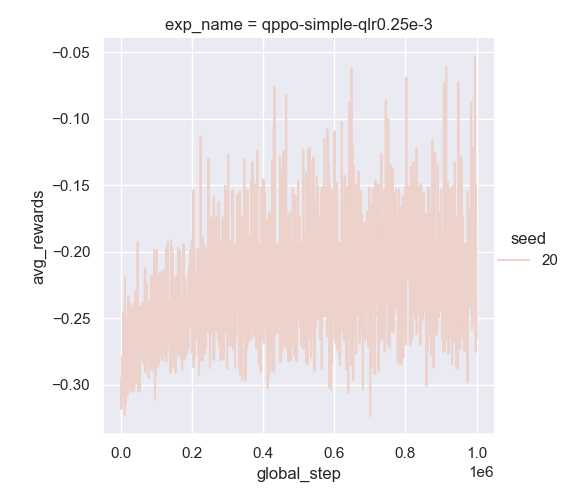 exp_name = qppo-simple-qlr0.25e-3
−0.05
−0.10
−0.15
−0.20
−0.25
−0.30
avg_rewards
seed
20
0.0 0.2 0.4 0.6 0.8 1.0
1e6
global_step